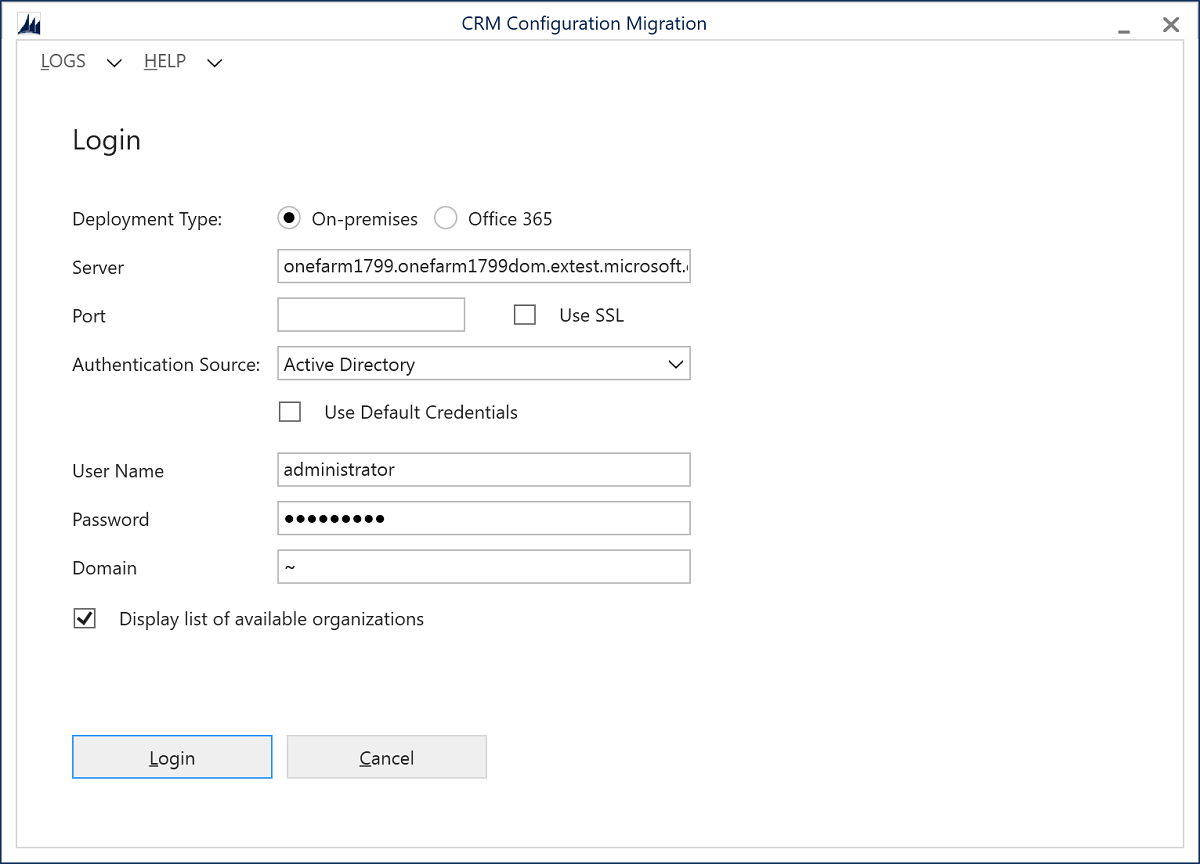 CRM Configuration Migration
LOGS HELP
Login
Deployment Type: On-premises Office 365
Server onefarm1799.onefarm1799dom.extest.microsoft.
Port Use SSL
Authentication Source: Active Directory
Use Default Credentials
User Name administrator
Password ●●●●●●●●●
Domain ~
Display list of available organizations
Login Cancel